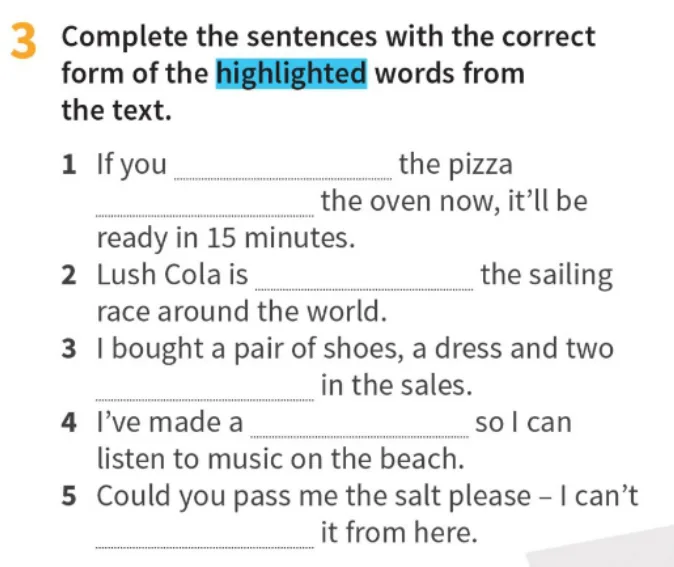 3 Complete the sentences with the correct
form of the highlighted words from
the text.
1 If you ........ the pizza
........ the oven now, it’ll be
ready in 15 minutes.
2 Lush Cola is ........ the sailing
race around the world.
3 I bought a pair of shoes, a dress and two
........ in the sales.
4 I’ve made a ........ so I can
listen to music on the beach.
5 Could you pass me the salt please – I can’t
........ it from here.